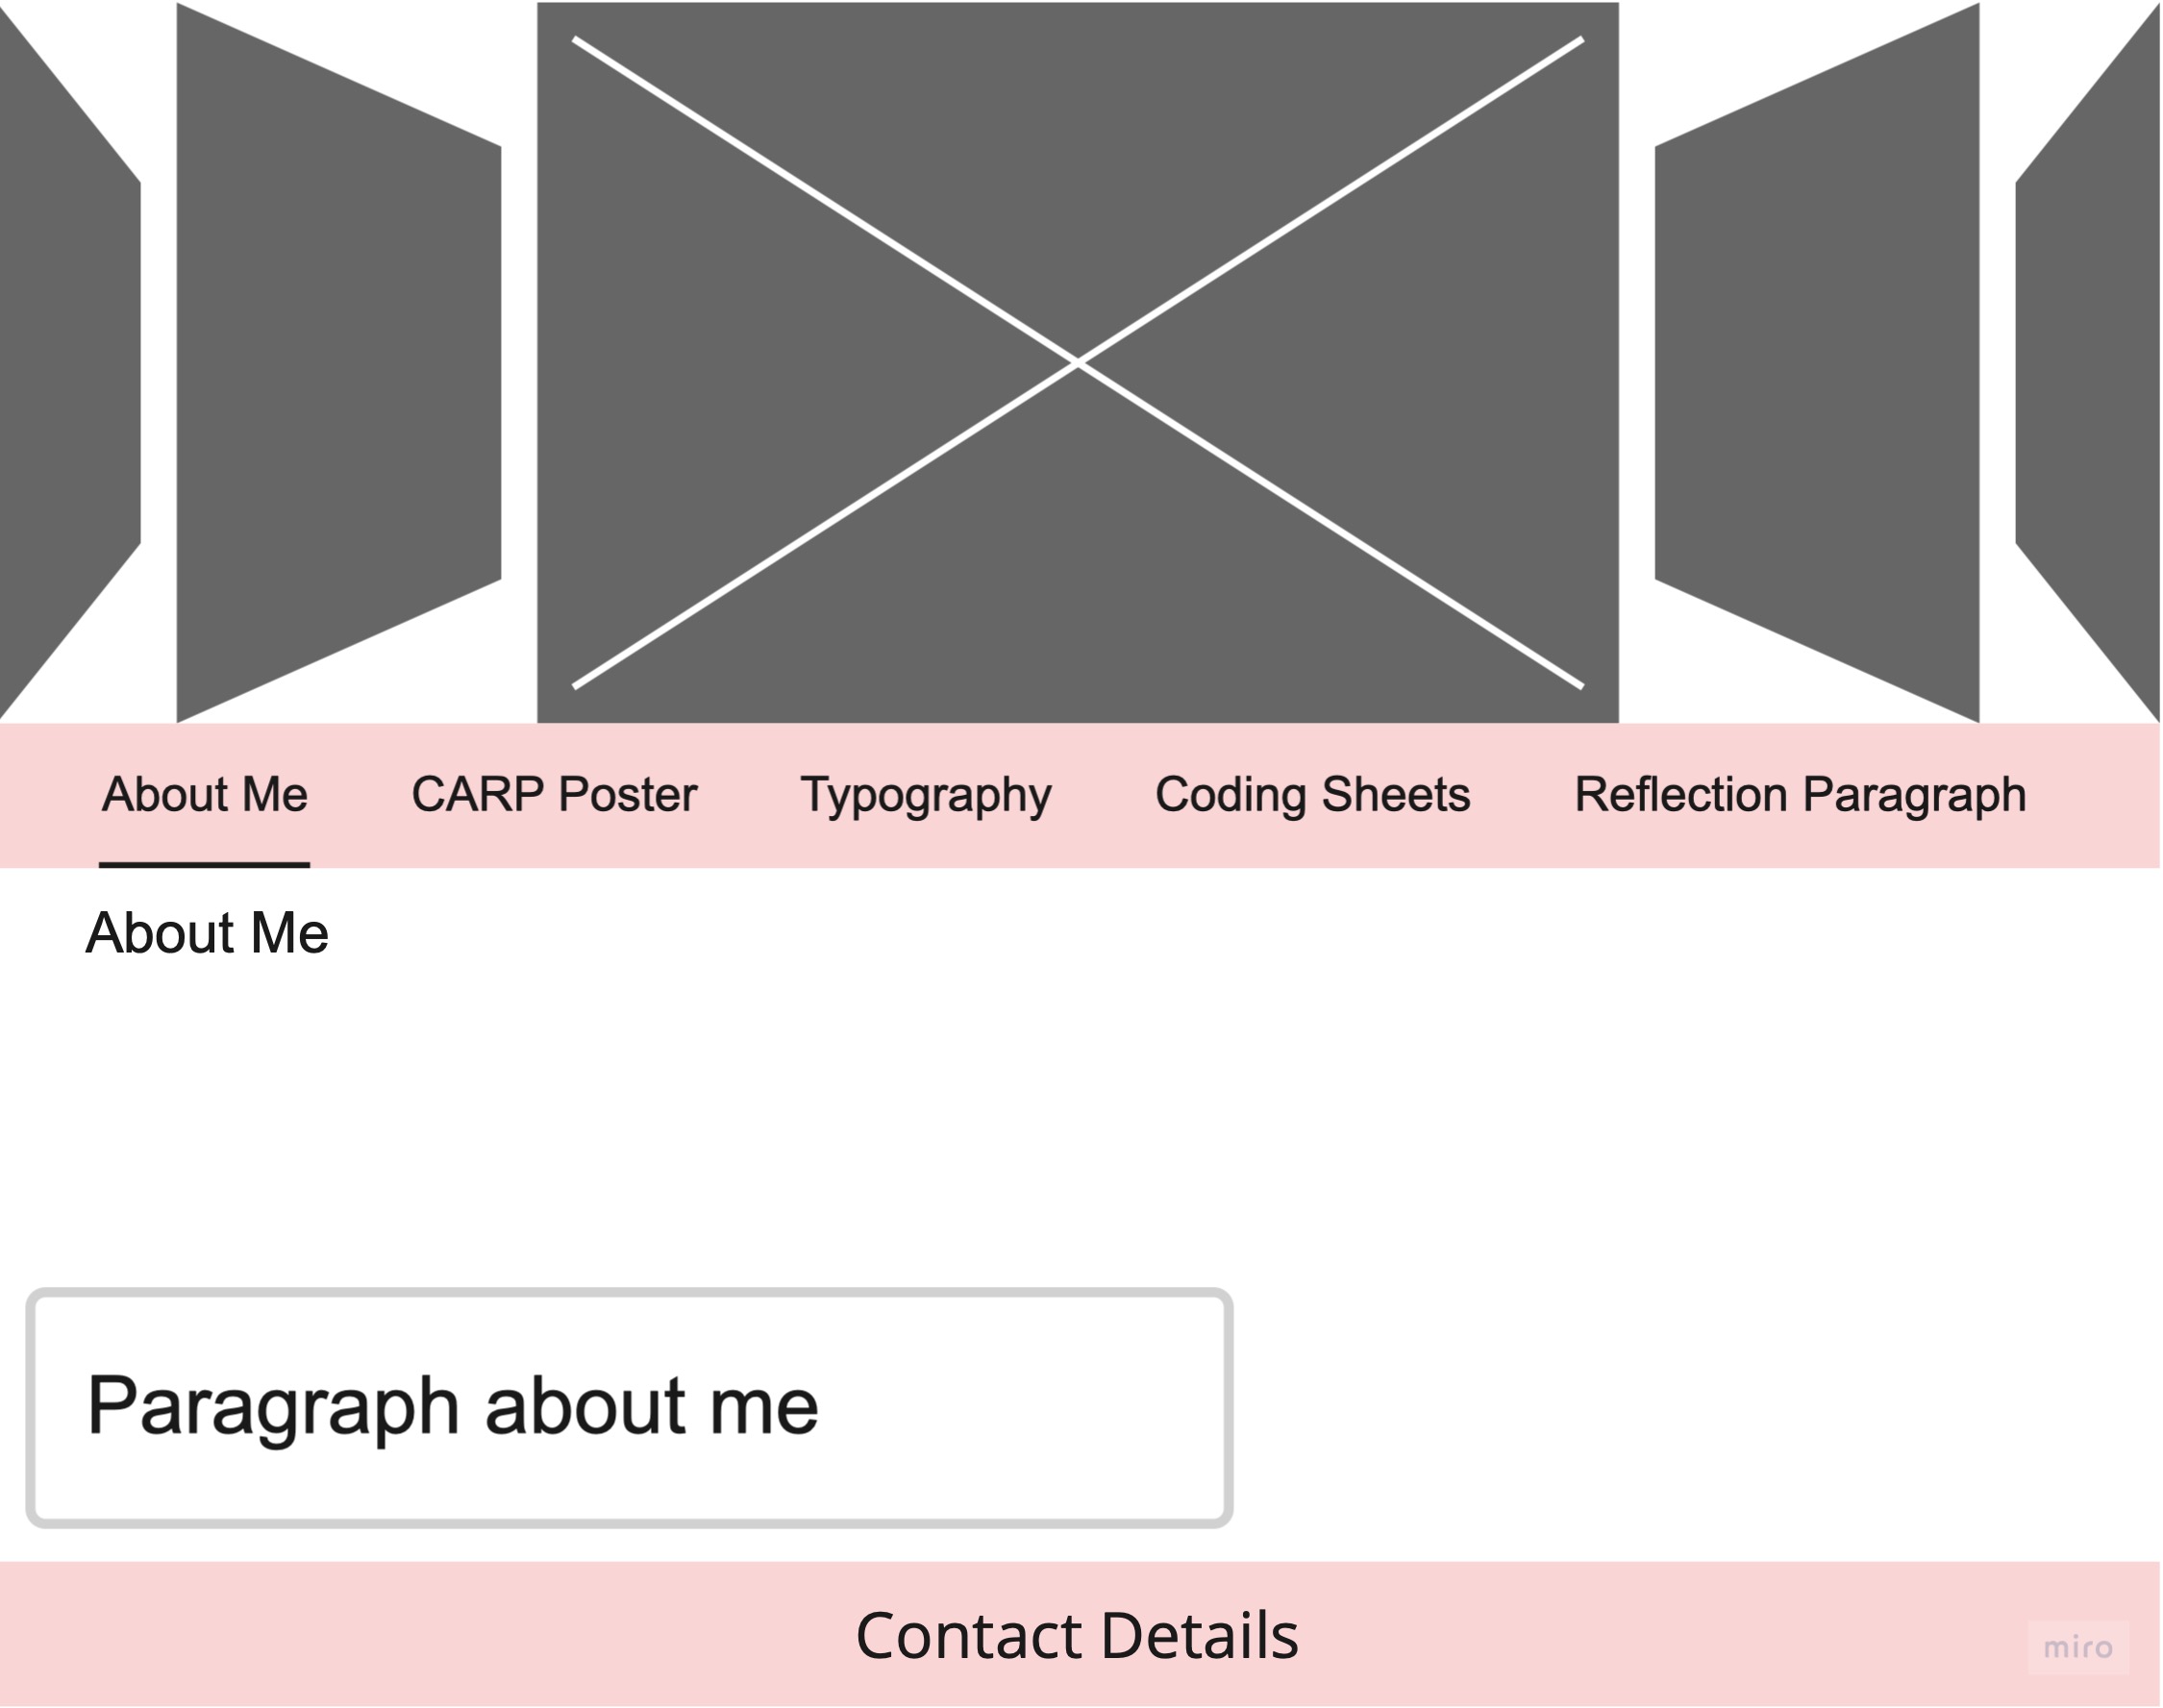 About Me CARP Poster Typography Coding Sheets Reflection Paragraph
About Me
Paragraph about me
Contact Details
miro